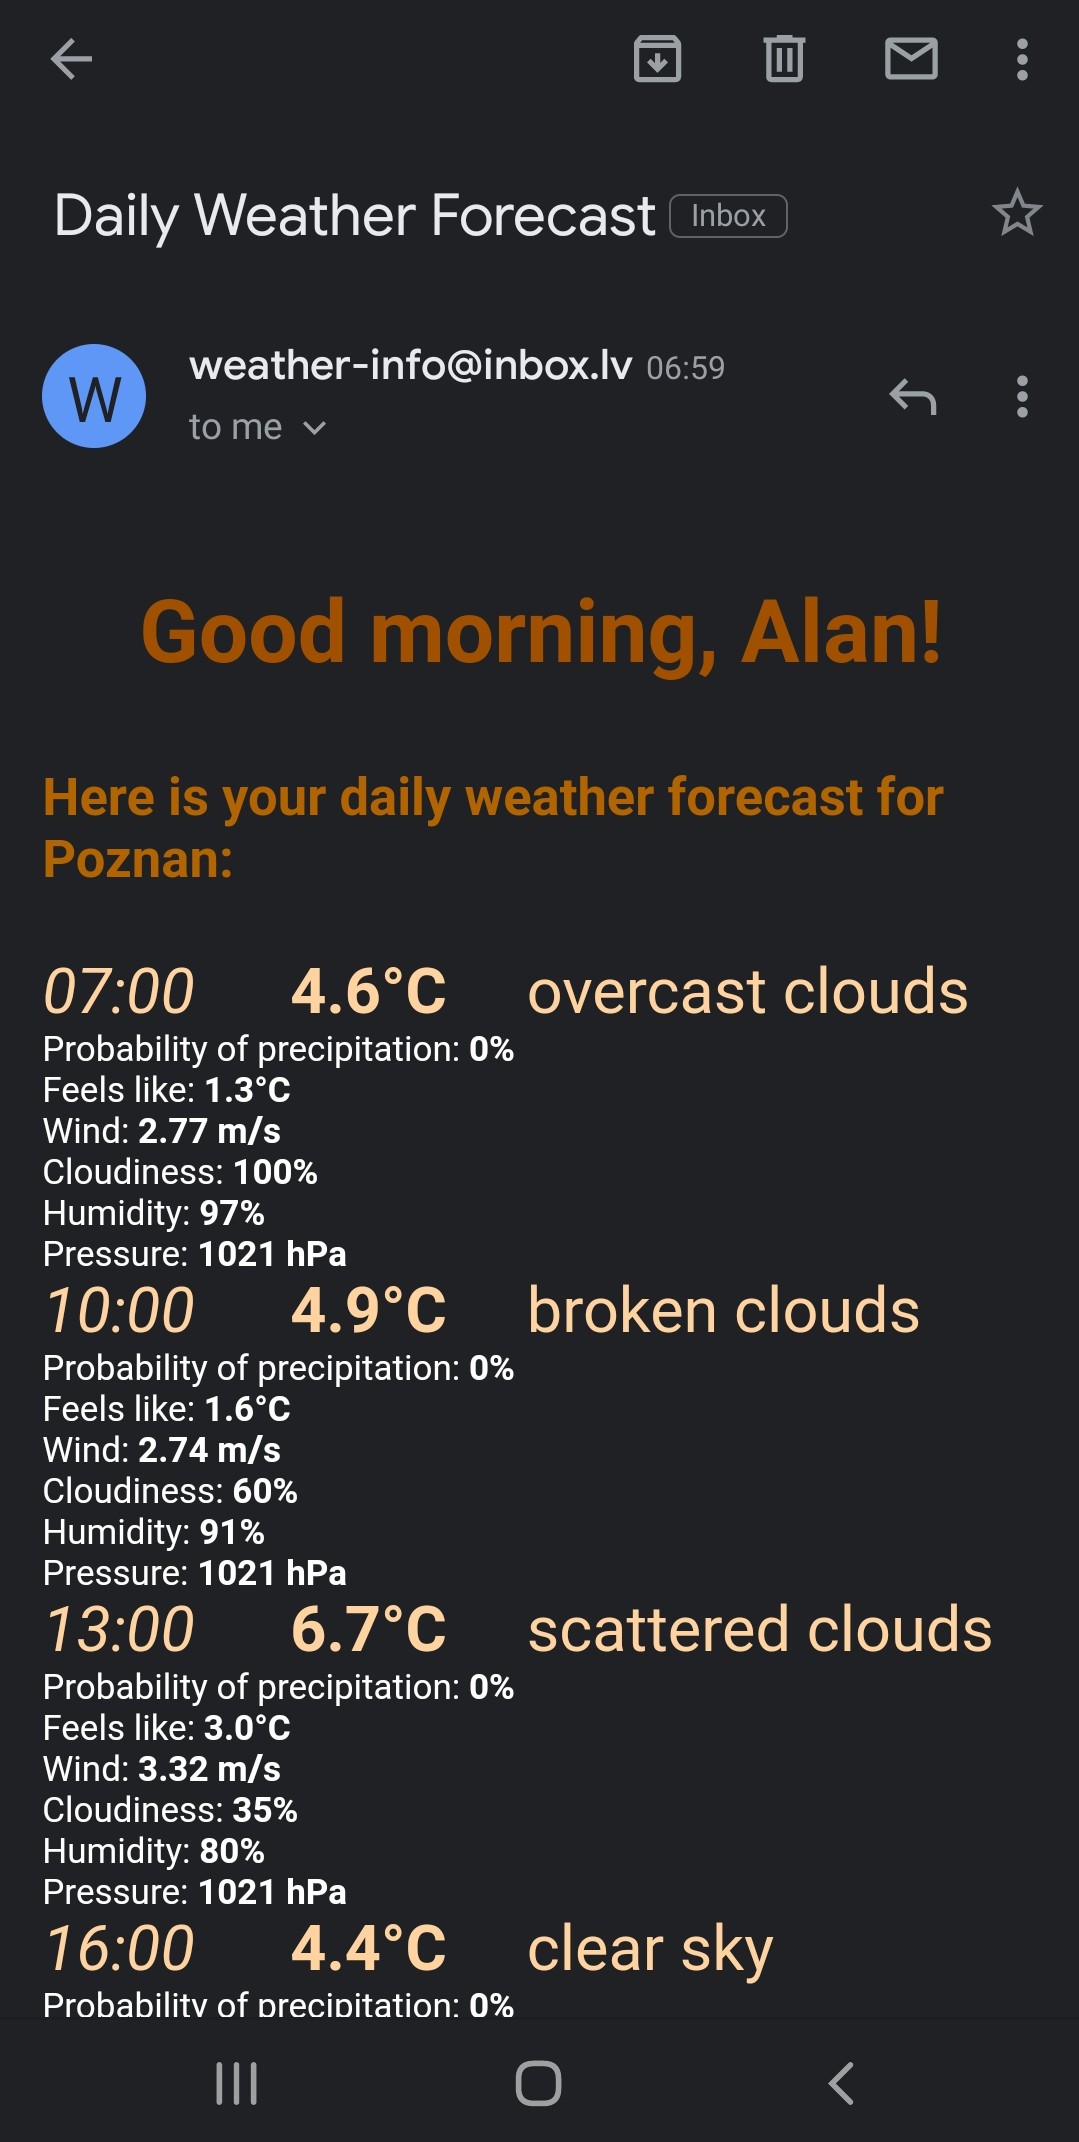 Daily Weather Forecast Inbox
W
weather-info@inbox.lv 06:59
to me
Good morning, Alan!
Here is your daily weather forecast for
Poznan:
07:00 4.6°C overcast clouds
Probability of precipitation: 0%
Feels like: 1.3°C
Wind: 2.77 m/s
Cloudiness: 100%
Humidity: 97%
Pressure: 1021 hPa
10:00 4.9°C broken clouds
Probability of precipitation: 0%
Feels like: 1.6°C
Wind: 2.74 m/s
Cloudiness: 60%
Humidity: 91%
Pressure: 1021 hPa
13:00 6.7°C scattered clouds
Probability of precipitation: 0%
Feels like: 3.0°C
Wind: 3.32 m/s
Cloudiness: 35%
Humidity: 80%
Pressure: 1021 hPa
16:00 4.4°C clear sky
Probability of precipitation: 0%